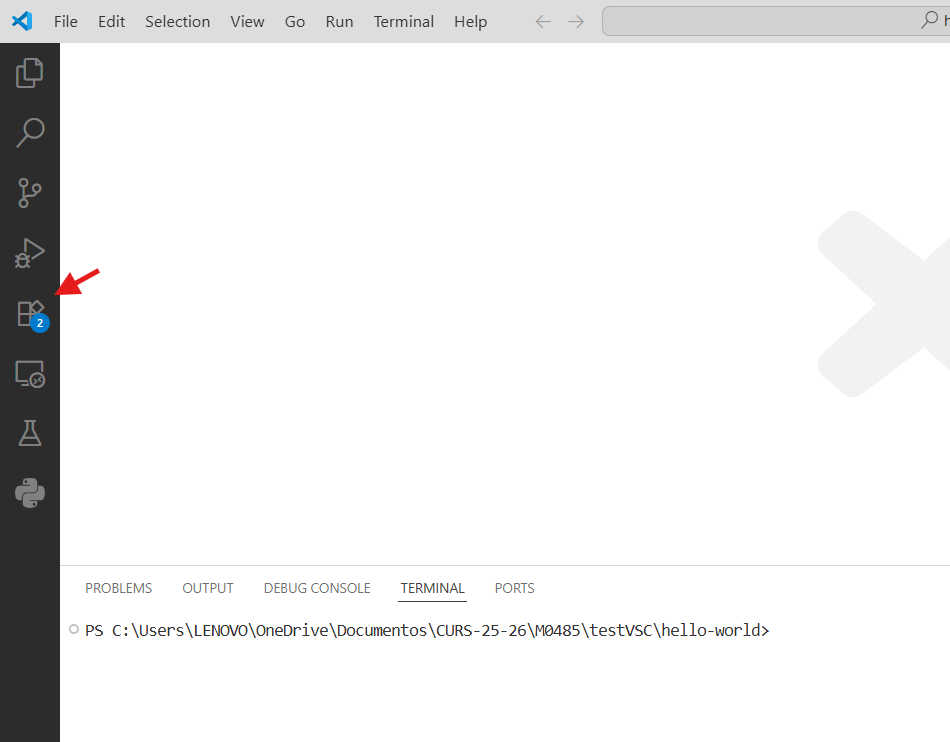 File Edit Selection View Go Run Terminal Help
2
PROBLEMS OUTPUT DEBUG CONSOLE TERMINAL PORTS
PS C:\Users\LENOVO\OneDrive\Documentos\CURS-25-26\M0485\testVSC\hello-world>